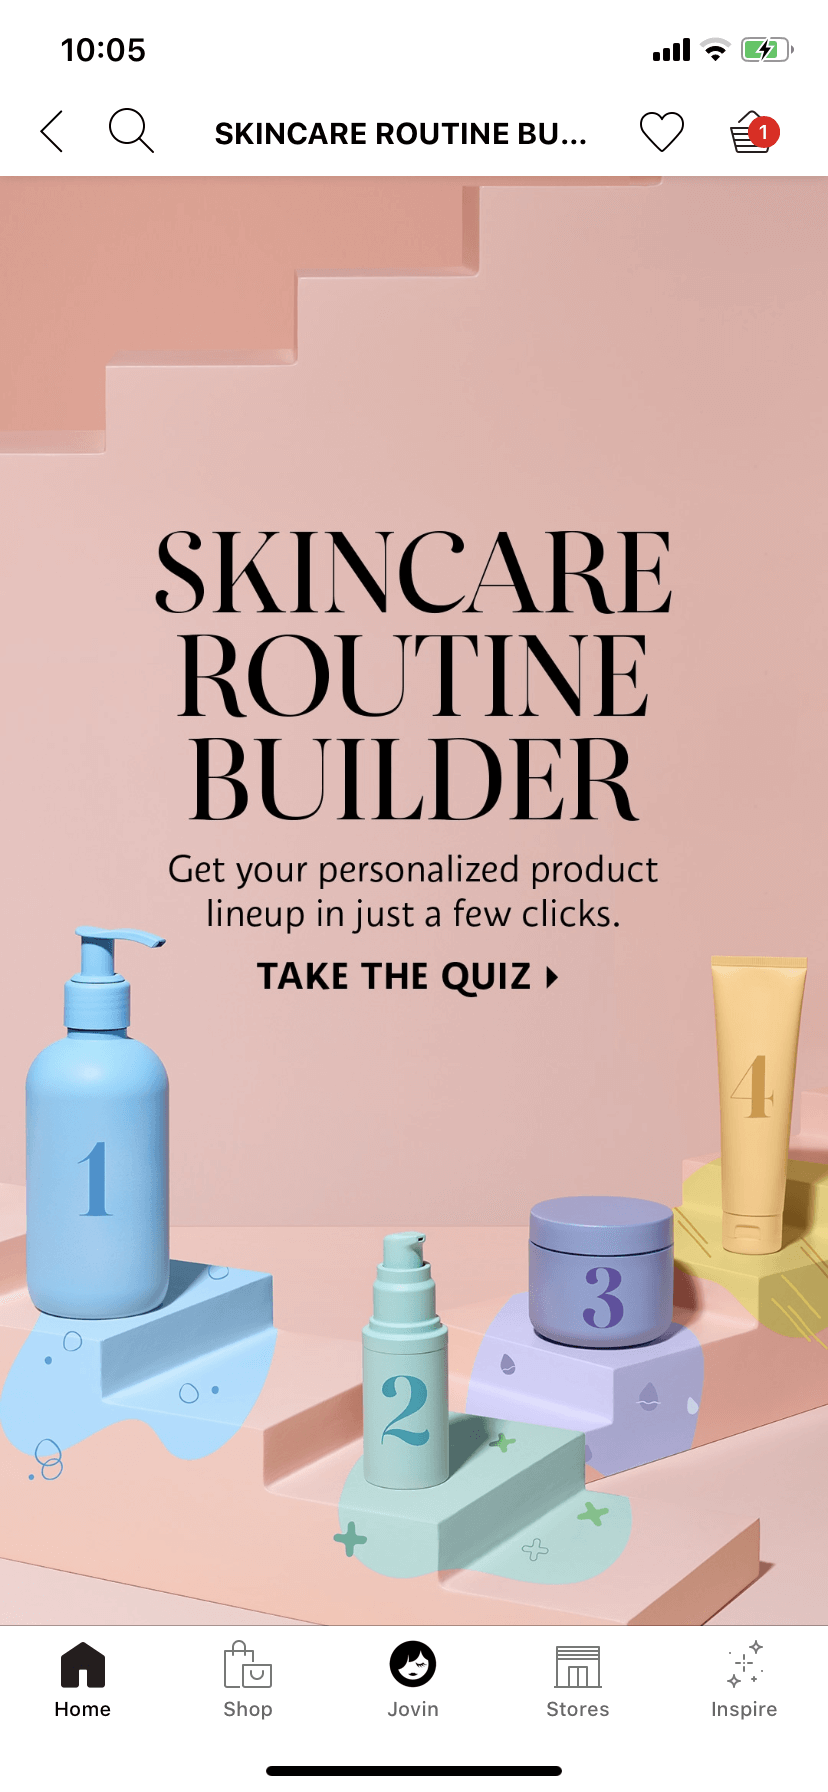 10:05
SKINCARE ROUTINE BU...
1
SKINCARE
ROUTINE
BUILDER
Get your personalized product
lineup in just a few clicks.
TAKE THE QUIZ
4
1
3
2
Home
Shop
Jovin
Stores
Inspire